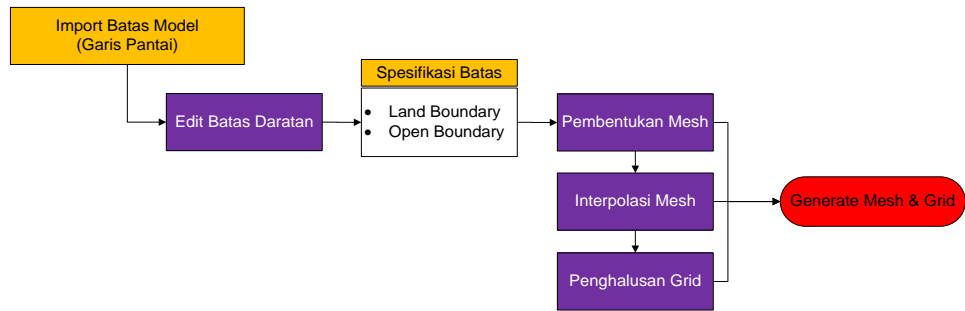 Import Batas Model
(Garis Pantai)
Edit Batas Daratan
Spesifikasi Batas
• Land Boundary
• Open Boundary
Pembentukan Mesh
Interpolasi Mesh
Penghalusan Grid
Generate Mesh & Grid